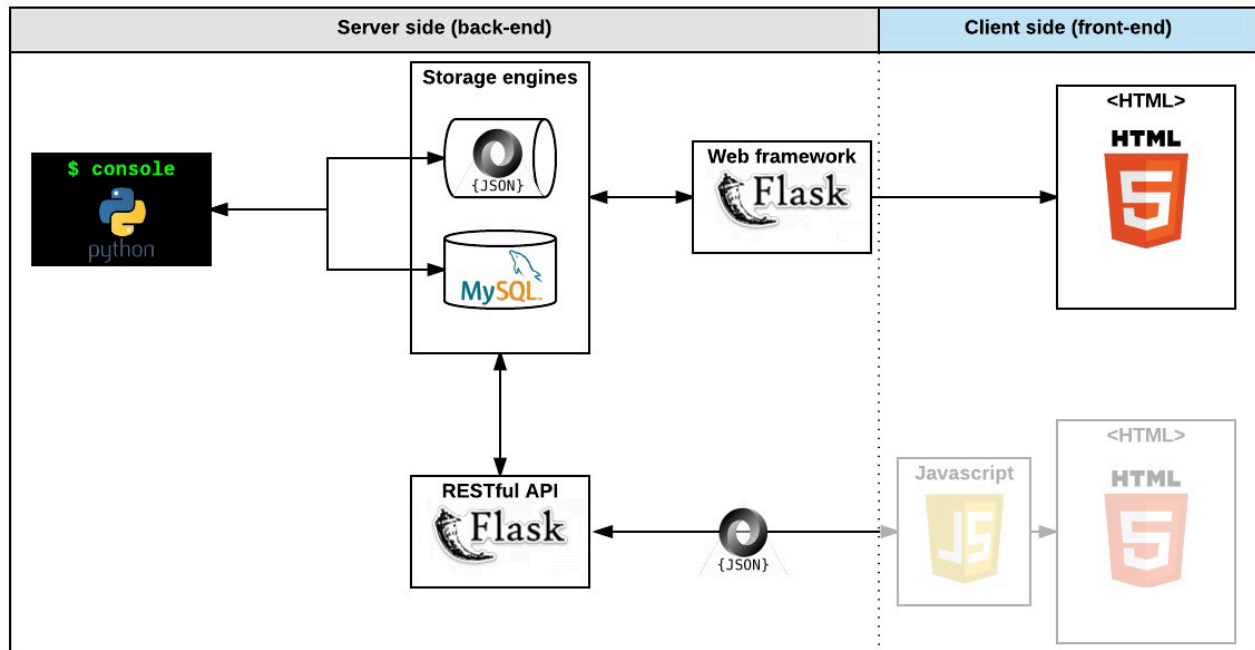 Server side (back-end)
Client side (front-end)
Storage engines
{JSON}
MySQL™
$ console
python
Web framework
Flask
<HTML>
HTML
5
RESTful API
Flask
{JSON}
Javascript
JS
<HTML>
HTML
5